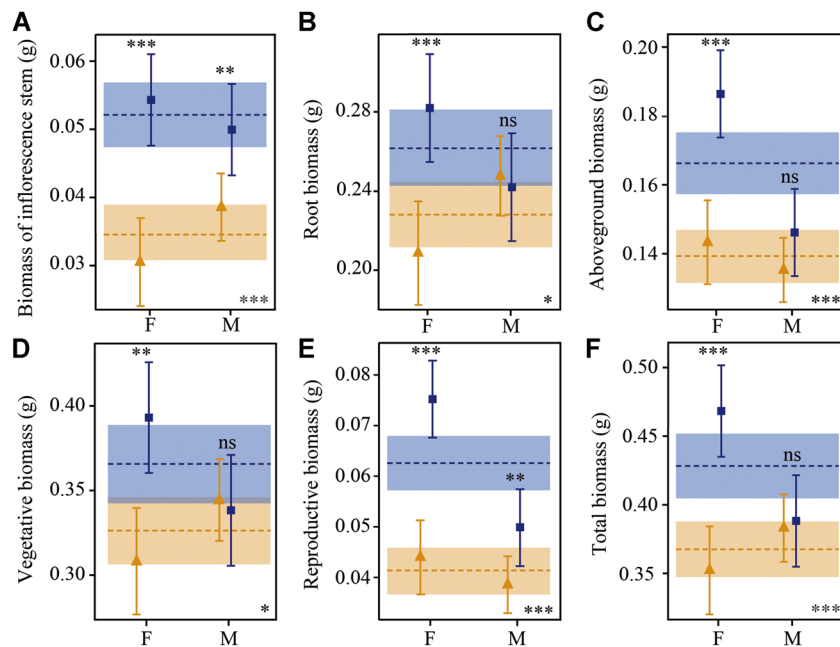 A
Biomass of inflorescence stem (g)
0.06
0.05
0.04
0.03
***
**
***
F
M
B
Root biomass (g)
0.28
0.24
0.20
***
ns
*
F
M
C
Aboveground biomass (g)
0.20
0.18
0.16
0.14
***
ns
***
F
M
D
Vegetative biomass (g)
0.40
0.35
0.30
**
ns
*
F
M
E
Reproductive biomass (g)
0.08
0.07
0.06
0.05
0.04
***
**
***
F
M
F
Total biomass (g)
0.50
0.45
0.40
0.35
***
ns
***
F
M